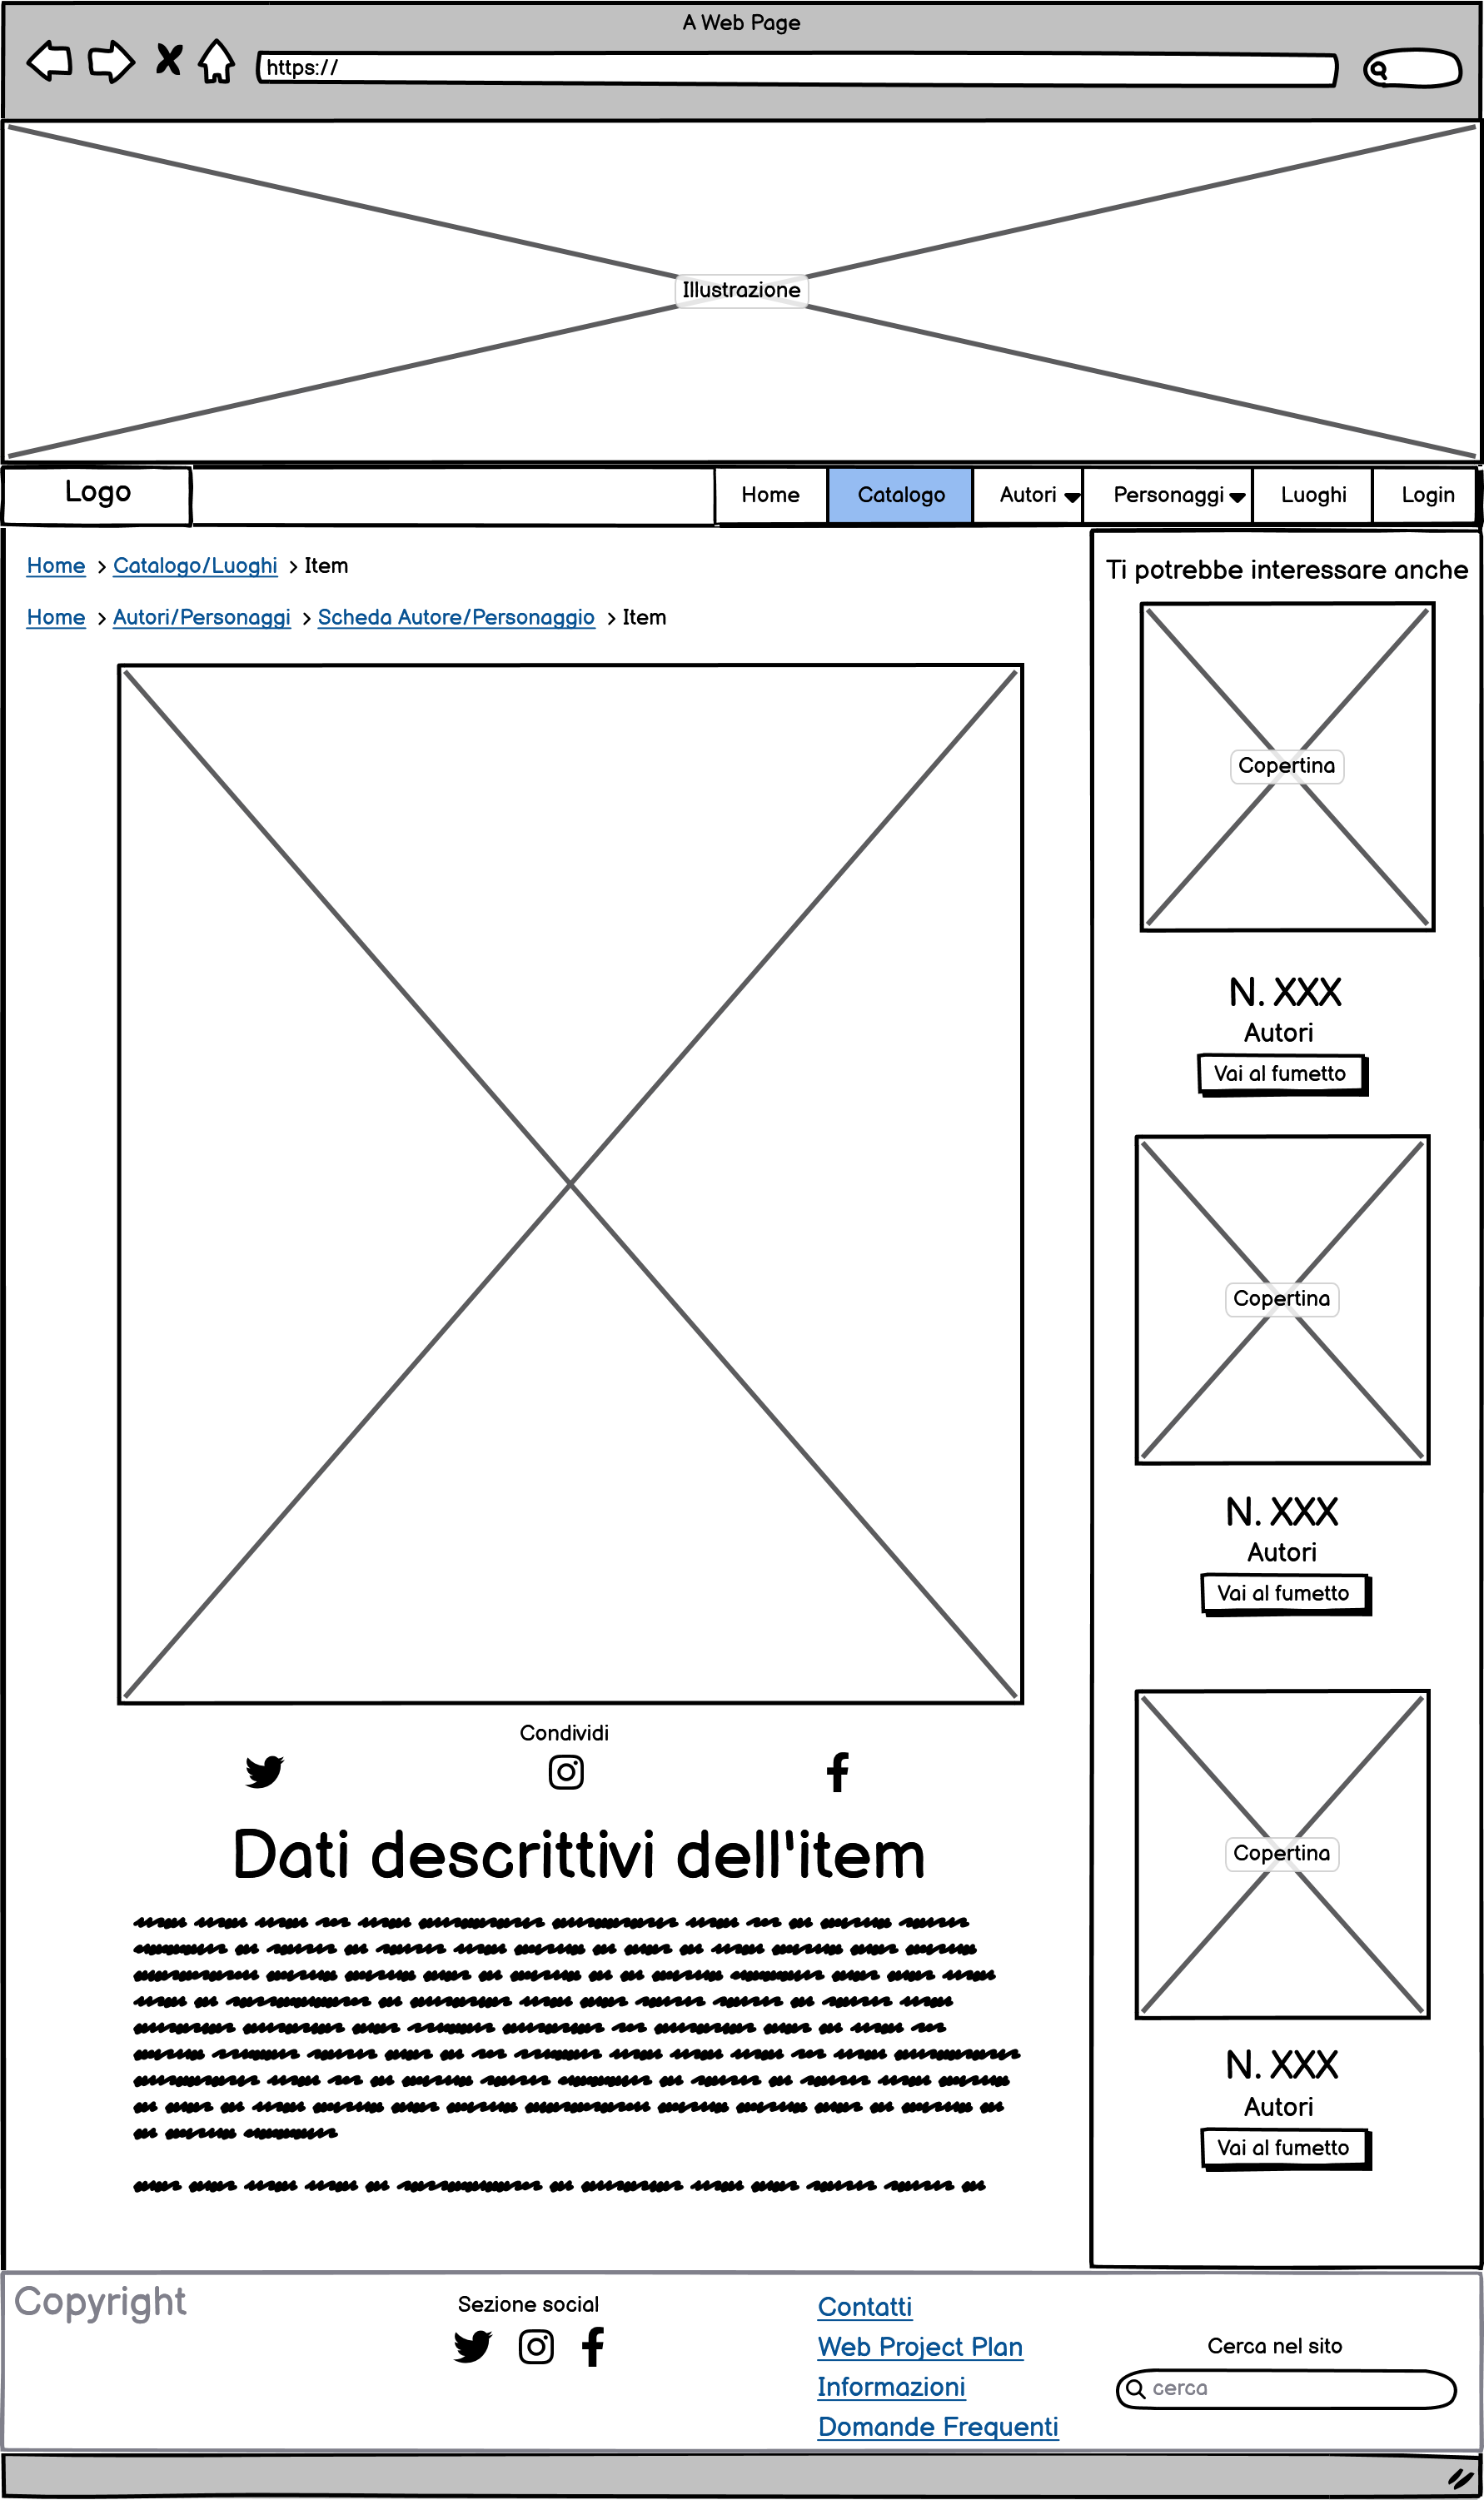 A Web Page
https://
Illustrazione
Logo
Home
Catalogo
Autori
Personaggi
Luoghi
Login
Home > Catalogo/Luoghi > Item
Home > Autori/Personaggi > Scheda Autore/Personaggio > Item
Condividi
Dati descrittivi dell'item
Ti potrebbe interessare anche
Copertina
N. XXX
Autori
Vai al fumetto
Copertina
N. XXX
Autori
Vai al fumetto
Copertina
N. XXX
Autori
Vai al fumetto
Copyright
Sezione social
Contatti
Web Project Plan
Informazioni
Domande Frequenti
Cerca nel sito
cerca